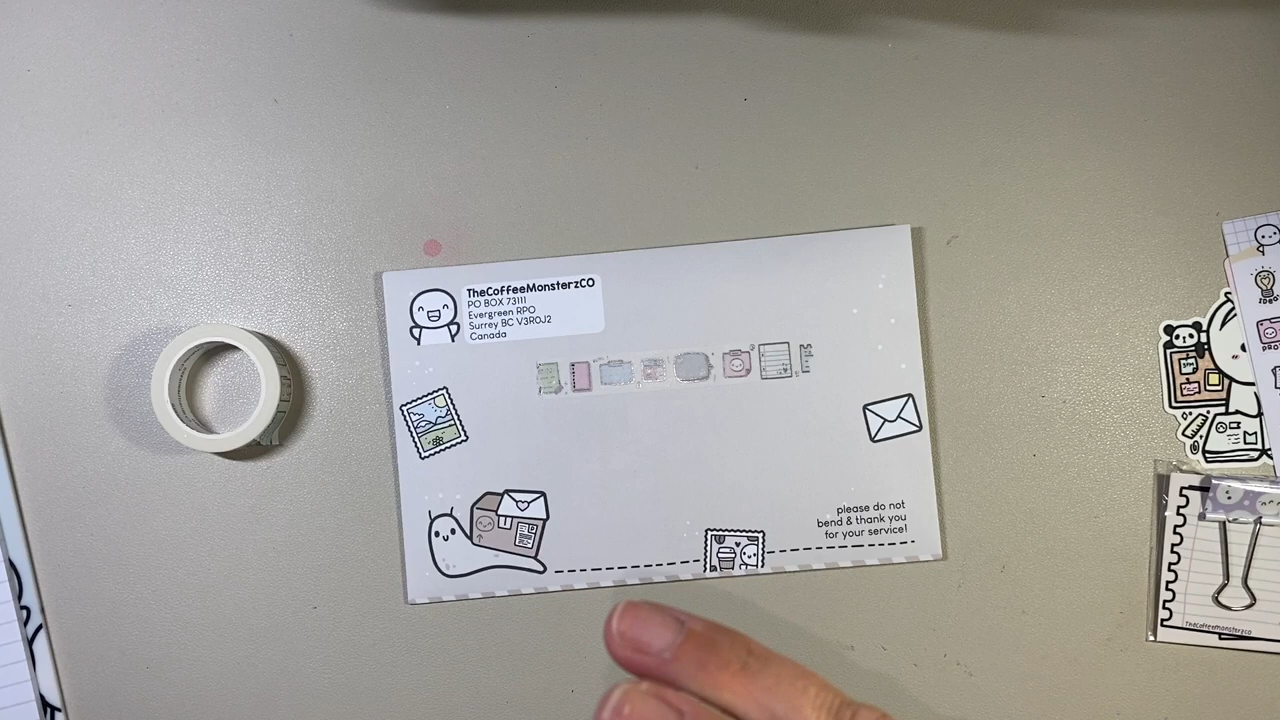 TheCoffeeMonsterzCO
PO BOX 73111
Evergreen RPO
Surrey BC V3R0J2
Canada
please do not
bend & thank you
for your service!
TheCoffeeMonsterzCo